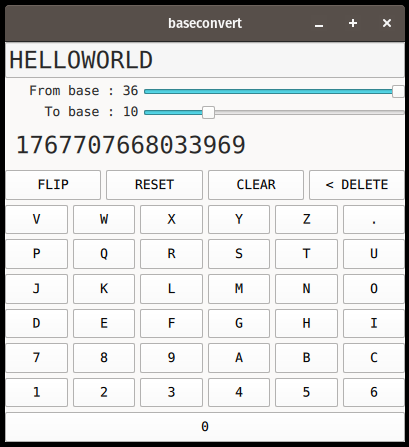 baseconvert
HELLOWORLD
From base : 36
To base : 10
1767707668033969
FLIP RESET CLEAR < DELETE
V W X Y Z .
P Q R S T U
J K L M N O
D E F G H I
7 8 9 A B C
1 2 3 4 5 6
0